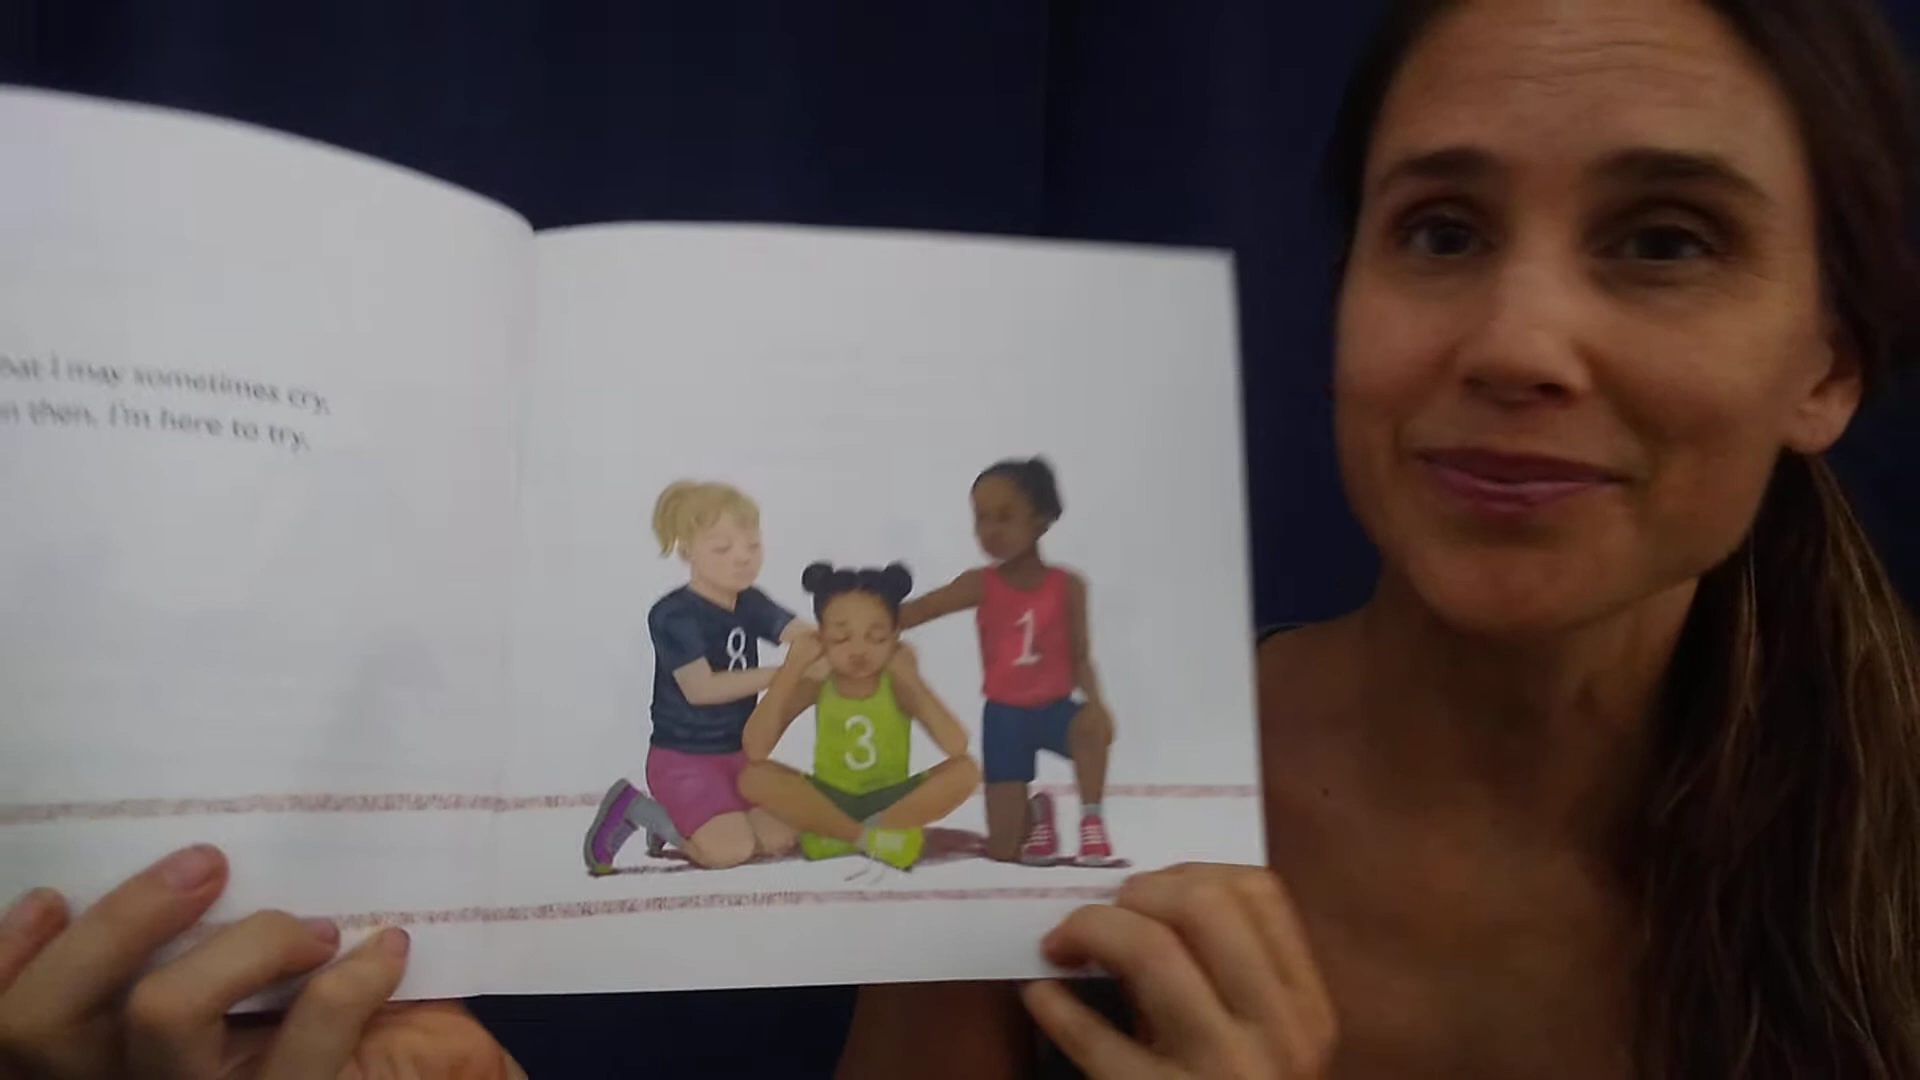 I may sometimes cry,
then, I'm here to try,
8
3
1